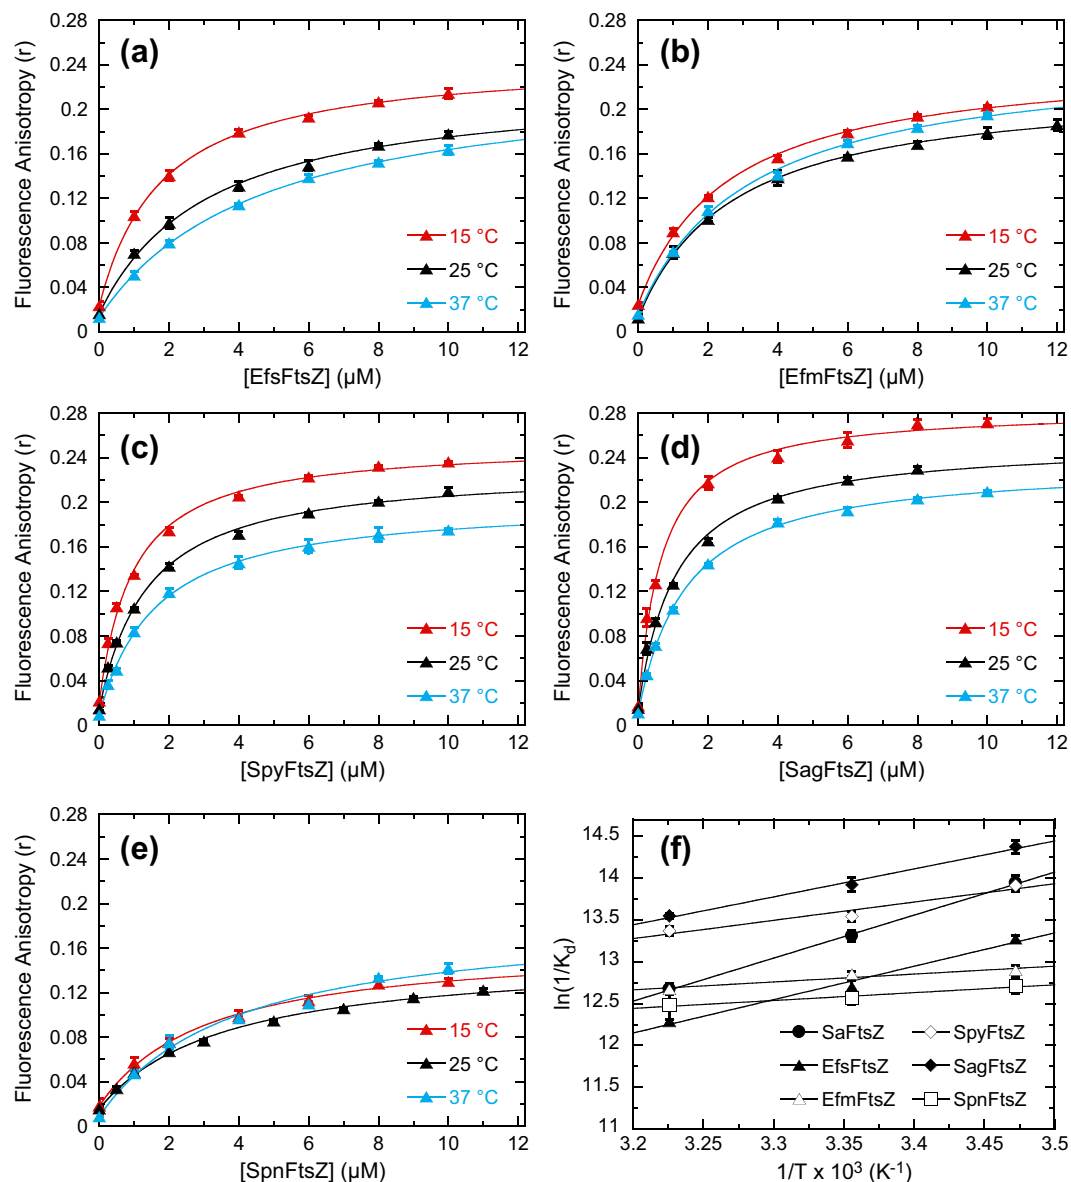 (a)
Fluorescence Anisotropy (r)
0.28
0.24
0.2
0.16
0.12
0.08
0.04
0
15 °C
25 °C
37 °C
0 2 4 6 8 10 12
[EfsFtsZ] (µM)
(b)
Fluorescence Anisotropy (r)
0.28
0.24
0.2
0.16
0.12
0.08
0.04
0
15 °C
25 °C
37 °C
0 2 4 6 8 10 12
[EfmFtsZ] (µM)
(c)
Fluorescence Anisotropy (r)
0.28
0.24
0.2
0.16
0.12
0.08
0.04
0
15 °C
25 °C
37 °C
0 2 4 6 8 10 12
[SpyFtsZ] (µM)
(d)
Fluorescence Anisotropy (r)
0.28
0.24
0.2
0.16
0.12
0.08
0.04
0
15 °C
25 °C
37 °C
0 2 4 6 8 10 12
[SagFtsZ] (µM)
(e)
Fluorescence Anisotropy (r)
0.28
0.24
0.2
0.16
0.12
0.08
0.04
0
15 °C
25 °C
37 °C
0 2 4 6 8 10 12
[SpnFtsZ] (µM)
(f)
ln(1/K_d)
14.5
14
13.5
13
12.5
12
11.5
11
SaFtsZ SpyFtsZ
EfsFtsZ SagFtsZ
EfmFtsZ SpnFtsZ
3.2 3.25 3.3 3.35 3.4 3.45 3.5
1/T x 10³ (K⁻¹)